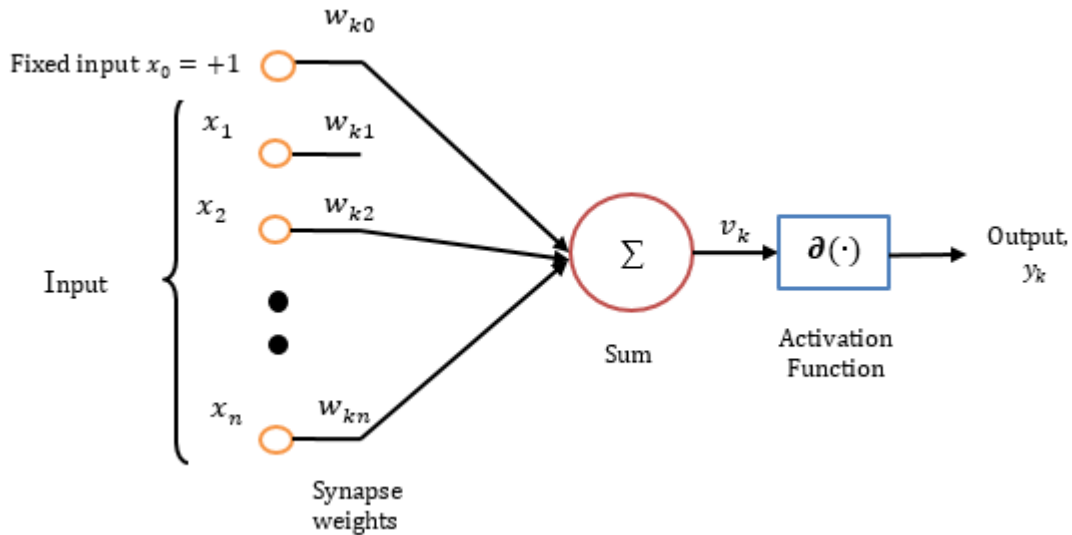 w_{k0}
Fixed input x_0 = +1
x_1
w_{k1}
x_2
w_{k2}
Input
x_n
w_{kn}
Synapse
weights
Σ
Sum
v_k
∂(·)
Activation
Function
Output,
y_k